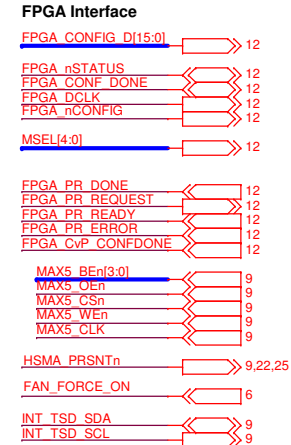 FPGA Interface
FPGA_CONFIG_D[15:0] 12
FPGA_nSTATUS 12
FPGA_CONF_DONE 12
FPGA_DCLK 12
FPGA_nCONFIG 12
MSEL[4:0] 12
FPGA_PR_DONE 12
FPGA_PR_REQUEST 12
FPGA_PR_READY 12
FPGA_PR_ERROR 12
FPGA_CvP_CONFDONE 12
MAX5_BEn[3:0] 9
MAX5_OEn 9
MAX5_CSn 9
MAX5_WEn 9
MAX5_CLK 9
HSMA_PRSNTn 9,22,25
FAN_FORCE_ON 6
INT_TSD_SDA 9
INT_TSD_SCL 9